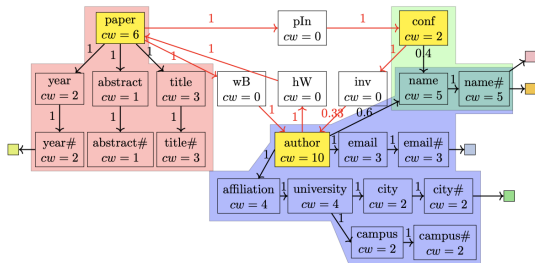 paper
cw = 6
1
pIn
cw = 0
1
conf
cw = 2
1
1
1
1
1
1
0.4
year
cw = 2
abstract
cw = 1
title
cw = 3
wB
cw = 0
hW
cw = 0
inv
cw = 0
name
cw = 5
1
name#
cw = 5
1
1
1
1
1
0.33
0.6
year#
cw = 2
abstract#
cw = 1
title#
cw = 3
author
cw = 10
1
email
cw = 3
1
email#
cw = 3
1
affiliation
cw = 4
1
university
cw = 4
1
city
cw = 2
1
city#
cw = 2
1
campus
cw = 2
1
campus#
cw = 2